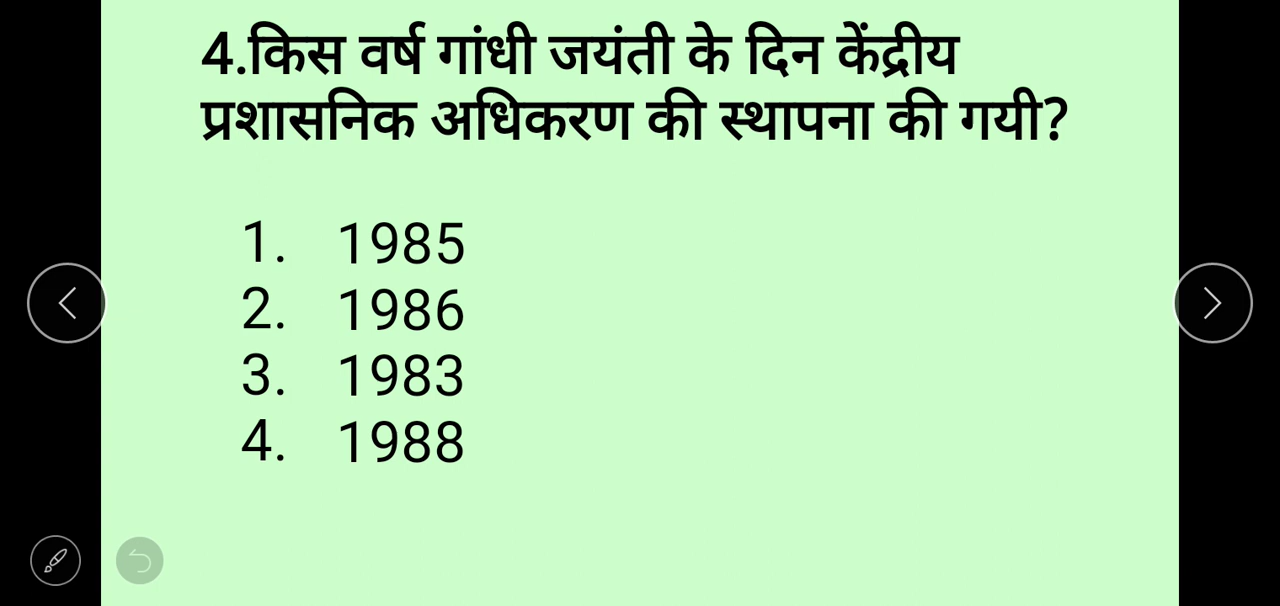 4.किस वर्ष गांधी जयंती के दिन केंद्रीय
प्रशासनिक अधिकरण की स्थापना की गयी?
1. 1985
2. 1986
3. 1983
4. 1988